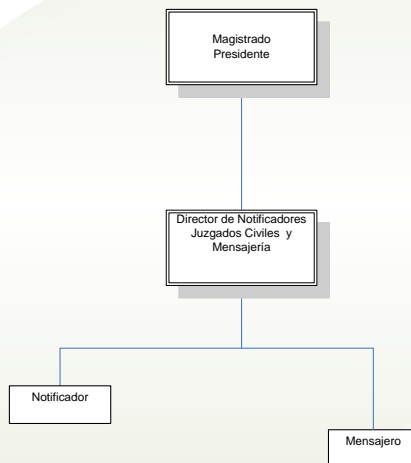 Magistrado
Presidente
Director de Notificadores
Juzgados Civiles y
Mensajería
Notificador
Mensajero